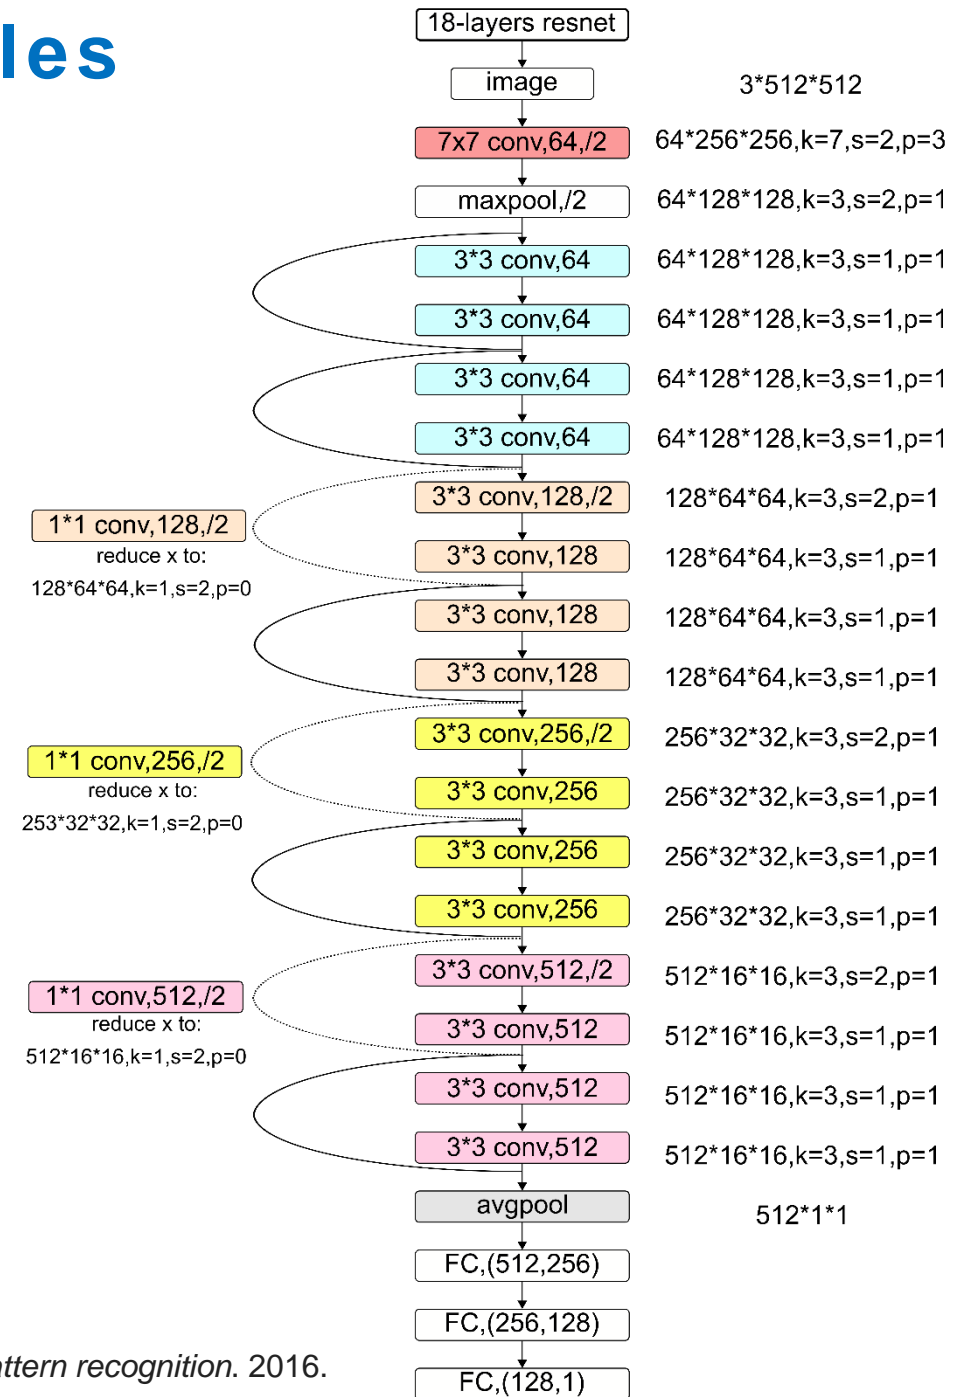 les
18-layers resnet
image 3*512*512
7x7 conv,64,/2 64*256*256,k=7,s=2,p=3
maxpool,/2 64*128*128,k=3,s=2,p=1
3*3 conv,64 64*128*128,k=3,s=1,p=1
3*3 conv,64 64*128*128,k=3,s=1,p=1
3*3 conv,64 64*128*128,k=3,s=1,p=1
3*3 conv,64 64*128*128,k=3,s=1,p=1
3*3 conv,128,/2 128*64*64,k=3,s=2,p=1
1*1 conv,128,/2
reduce x to:
128*64*64,k=1,s=2,p=0
3*3 conv,128 128*64*64,k=3,s=1,p=1
3*3 conv,128 128*64*64,k=3,s=1,p=1
3*3 conv,128 128*64*64,k=3,s=1,p=1
3*3 conv,256,/2 256*32*32,k=3,s=2,p=1
1*1 conv,256,/2
reduce x to:
253*32*32,k=1,s=2,p=0
3*3 conv,256 256*32*32,k=3,s=1,p=1
3*3 conv,256 256*32*32,k=3,s=1,p=1
3*3 conv,256 256*32*32,k=3,s=1,p=1
3*3 conv,512,/2 512*16*16,k=3,s=2,p=1
1*1 conv,512,/2
reduce x to:
512*16*16,k=1,s=2,p=0
3*3 conv,512 512*16*16,k=3,s=1,p=1
3*3 conv,512 512*16*16,k=3,s=1,p=1
3*3 conv,512 512*16*16,k=3,s=1,p=1
avgpool 512*1*1
FC,(512,256)
FC,(256,128)
FC,(128,1)
attern recognition. 2016.